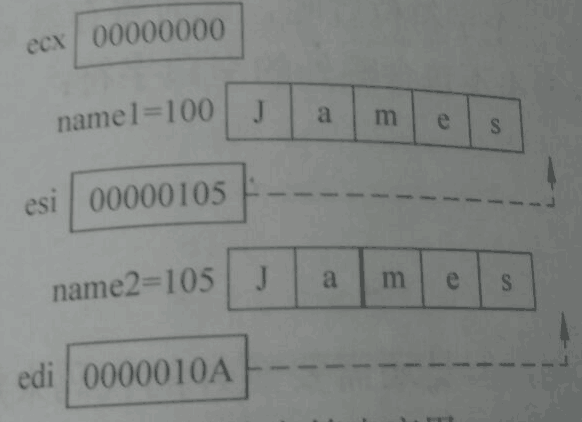 ecx 00000000
name1=100 J a m e s
esi 00000105
name2=105 J a m e s
edi 0000010A